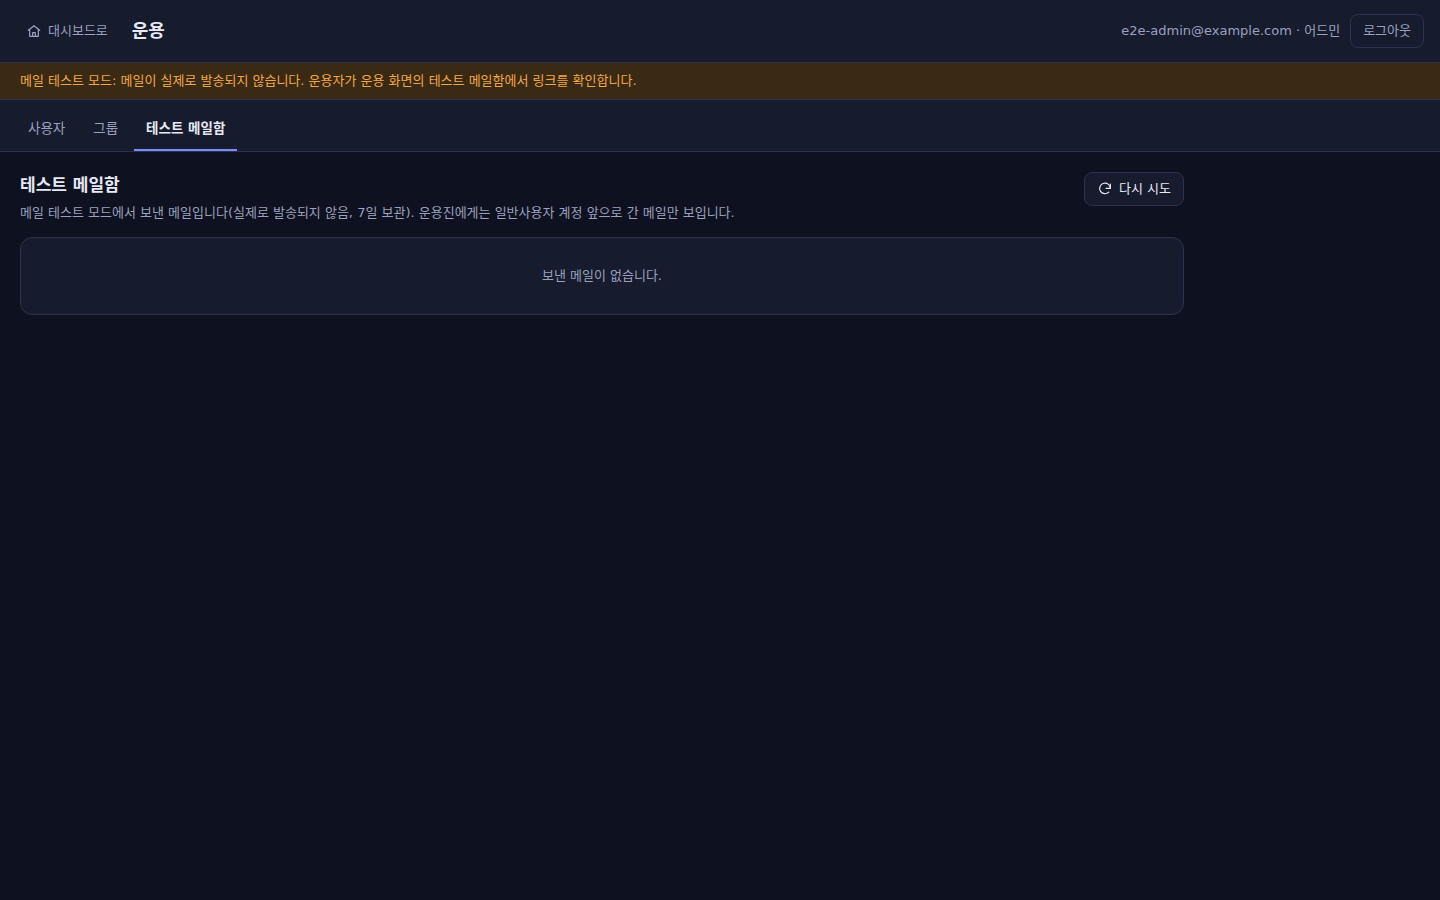 대시보드로
운용
e2e-admin@example.com · 어드민
로그아웃
메일 테스트 모드: 메일이 실제로 발송되지 않습니다. 운용자가 운용 화면의 테스트 메일함에서 링크를 확인합니다.
사용자
그룹
테스트 메일함
테스트 메일함
다시 시도
메일 테스트 모드에서 보낸 메일입니다(실제로 발송되지 않음, 7일 보관). 운용진에게는 일반사용자 계정 앞으로 간 메일만 보입니다.
보낸 메일이 없습니다.